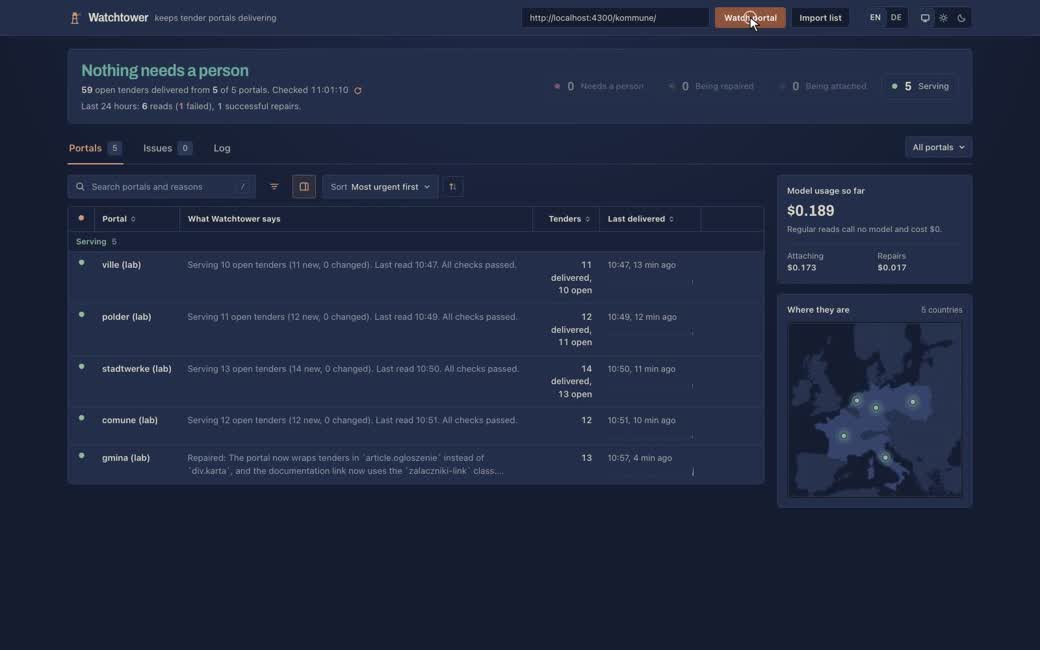 Watchtower keeps tender portals delivering
http://localhost:4300/kommune/
Watch portal
Import list
EN DE
Nothing needs a person
59 open tenders delivered from 5 of 5 portals. Checked 11:01:10
Last 24 hours: 6 reads (1 failed), 1 successful repairs.
0 Needs a person
0 Being repaired
0 Being attached
5 Serving
Portals 5
Issues 0
Log
All portals
Search portals and reasons /
Sort Most urgent first
Portal What Watchtower says Tenders Last delivered
Serving 5
ville (lab) Serving 10 open tenders (11 new, 0 changed). Last read 10:47. All checks passed. 11 10:47, 13 min ago
delivered,
10 open
polder (lab) Serving 11 open tenders (12 new, 0 changed). Last read 10:49. All checks passed. 12 10:49, 12 min ago
delivered,
11 open
stadtwerke (lab) Serving 13 open tenders (14 new, 0 changed). Last read 10:50. All checks passed. 14 10:50, 11 min ago
delivered,
13 open
comune (lab) Serving 12 open tenders (12 new, 0 changed). Last read 10:51. All checks passed. 12 10:51, 10 min ago
gmina (lab) Repaired: The portal now wraps tenders in `article.ogloszenie` instead of 13 10:57, 4 min ago
`div.karta`, and the documentation link now uses the `zalaczniki-link` class....
Model usage so far
$0.189
Regular reads call no model and cost $0.
Attaching Repairs
$0.173 $0.017
Where they are 5 countries